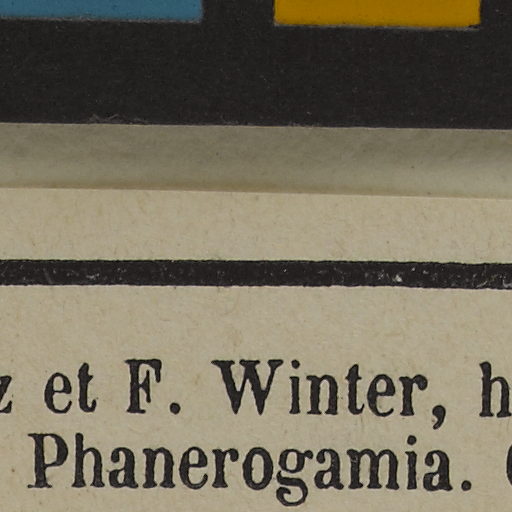 z et F. Winter, h
Phanerogamia.